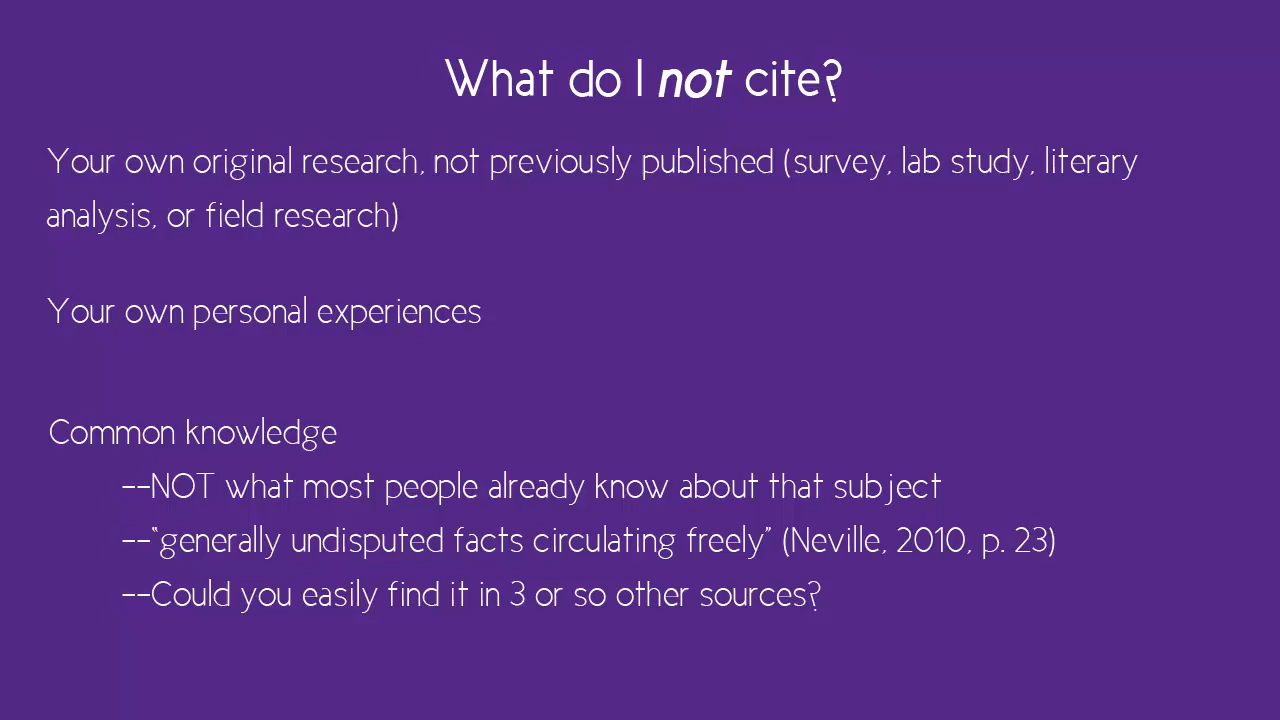 What do I not cite?
Your own original research, not previously published (survey, lab study, literary
analysis, or field research)
Your own personal experiences
Common knowledge
--NOT what most people already know about that subject
--“generally undisputed facts circulating freely” (Neville, 2010, p. 23)
--Could you easily find it in 3 or so other sources?